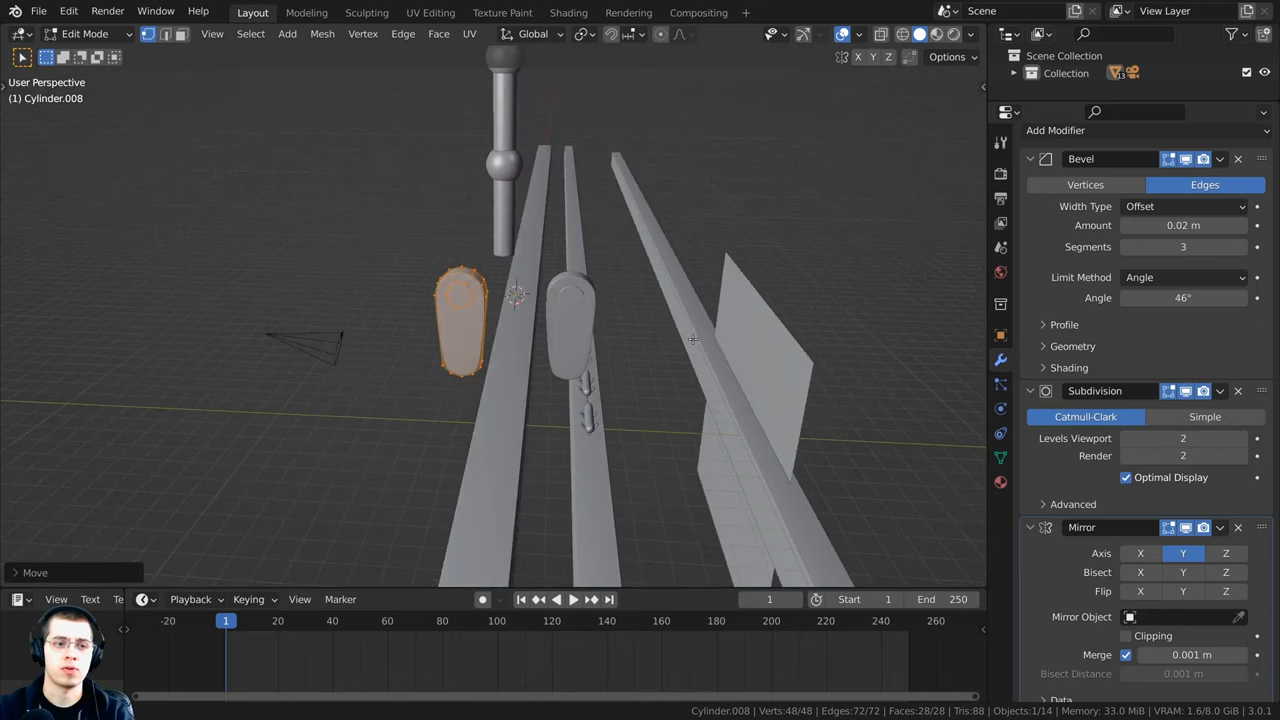 File Edit Render Window Help Layout Modeling Sculpting UV Editing Texture Paint Shading Animation Rendering Compositing + Scene View Layer
Edit Mode View Select Add Mesh Vertex Edge Face UV Global
X Y Z Options
User Perspective
(1) Cylinder.008
Scene Collection
Collection 13
Add Modifier
Bevel
Vertices Edges
Width Type Offset
Amount 0.02 m
Segments 3
Limit Method Angle
Angle 46°
Profile
Geometry
Shading
Subdivision
Catmull-Clark Simple
Levels Viewport 2
Render 2
Optimal Display
Advanced
Mirror
Axis X Y Z
Bisect X Y Z
Flip X Y Z
Mirror Object
Clipping
Merge 0.001 m
Bisect Distance 0.001 m
Data
Move
View Text Te Playback Keying View Marker 1 Start 1 End 250
-20 1 20 40 60 80 100 120 140 160 180 200 220 240 260
Cylinder.008 | Verts:48/48 | Edges:72/72 | Faces:28/28 | Tris:88 | Objects:1/14 | Memory: 33.0 MiB | VRAM: 1.6/8.0 GiB | 3.0.1